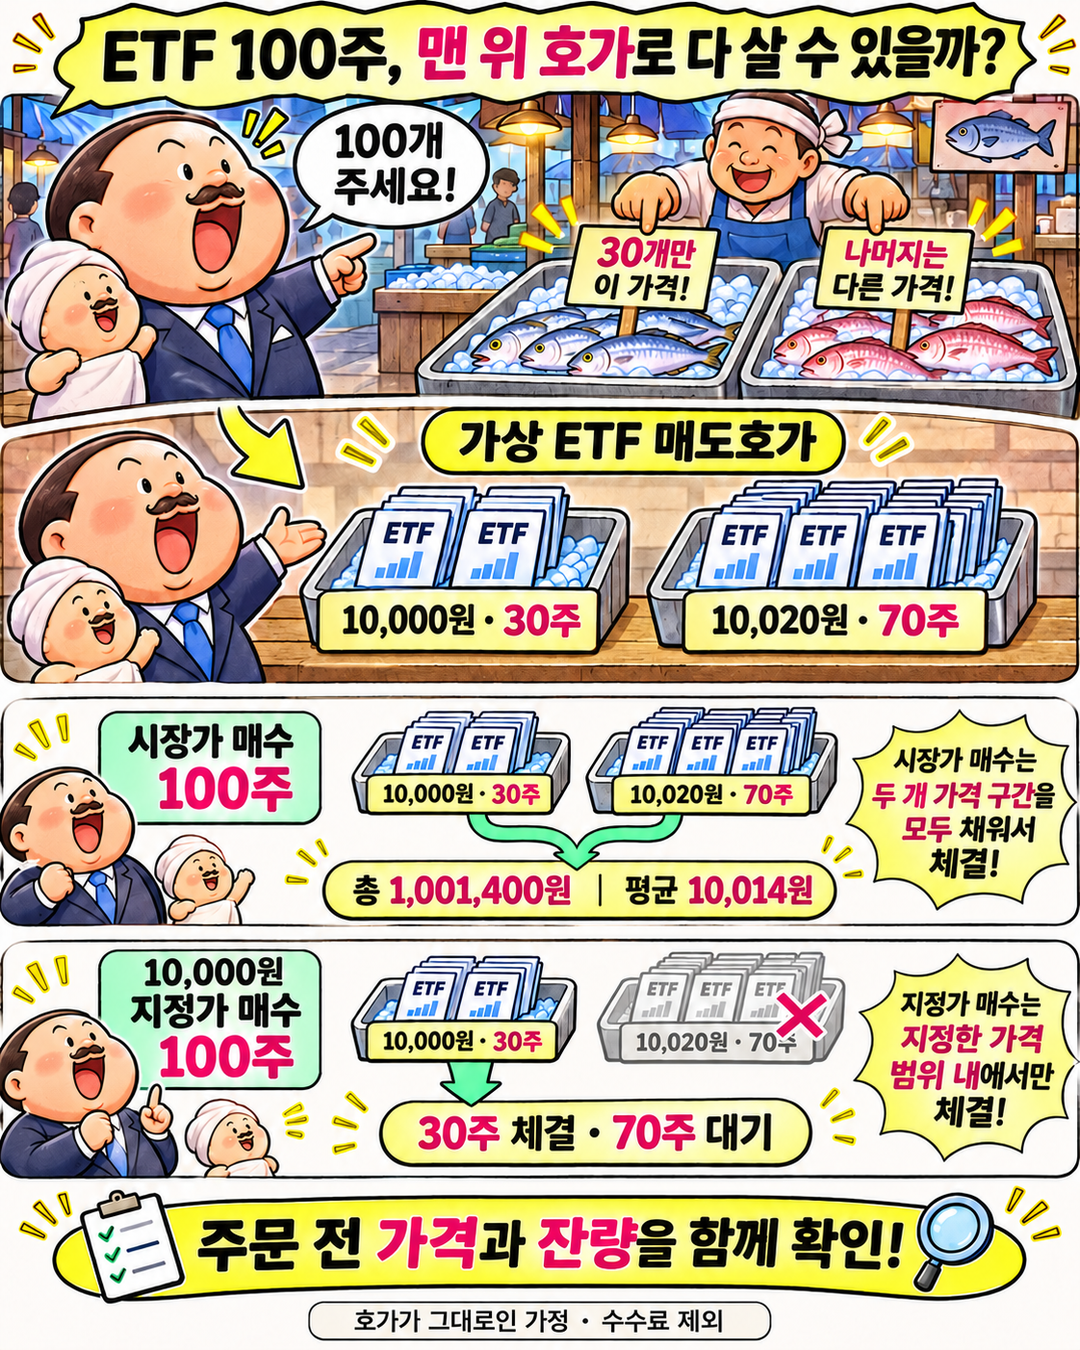 ETF 100주, 맨 위 호가로 다 살 수 있을까?
100개
주세요!
30개만
이 가격!
나머지는
다른 가격!
가상 ETF 매도호가
ETF
ETF
ETF
ETF
ETF
10,000원 · 30주
10,020원 · 70주
시장가 매수
100주
ETF
ETF
ETF
ETF
ETF
10,000원 · 30주
10,020원 · 70주
총 1,001,400원 | 평균 10,014원
시장가 매수는
두 개 가격 구간을
모두 채워서
체결!
10,000원
지정가 매수
100주
ETF
ETF
ETF
ETF
ETF
10,000원 · 30주
10,020원 · 70주
30주 체결 · 70주 대기
지정가 매수는
지정한 가격
범위 내에서만
체결!
주문 전 가격과 잔량을 함께 확인!
호가가 그대로인 가정 · 수수료 제외